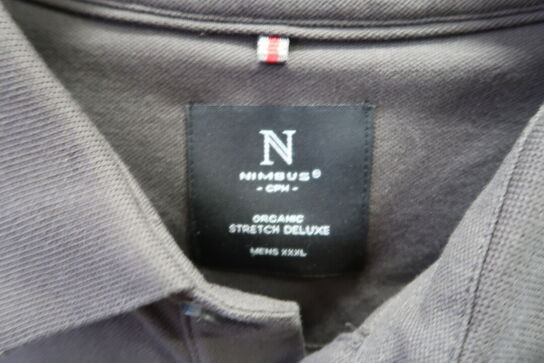 N
NIMBUS®
- CPH -
ORGANIC
STRETCH DELUXE
MENS XXXL